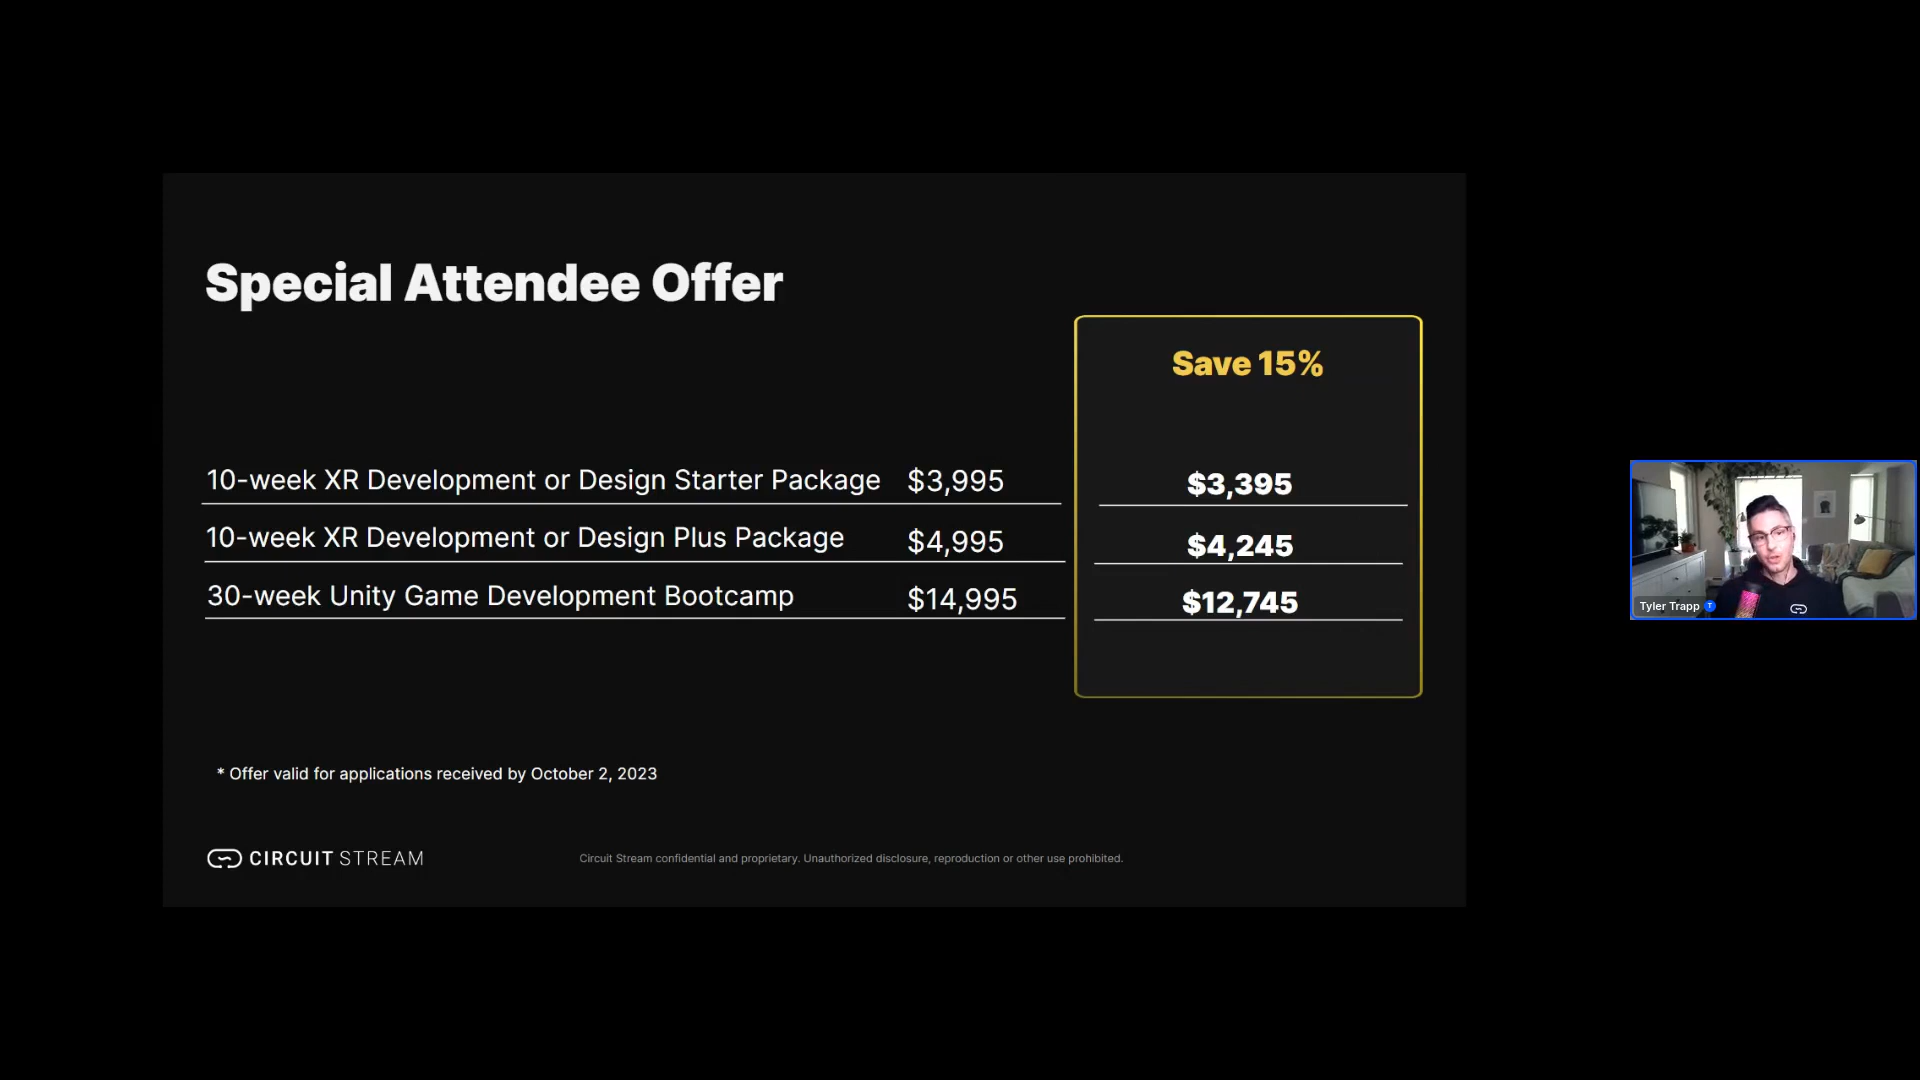 Special Attendee Offer
Save 15%
10-week XR Development or Design Starter Package $3,995 $3,395
10-week XR Development or Design Plus Package $4,995 $4,245
30-week Unity Game Development Bootcamp $14,995 $12,745
* Offer valid for applications received by October 2, 2023
CIRCUIT STREAM
Circuit Stream confidential and proprietary. Unauthorized disclosure, reproduction or other use prohibited.
Tyler Trapp T